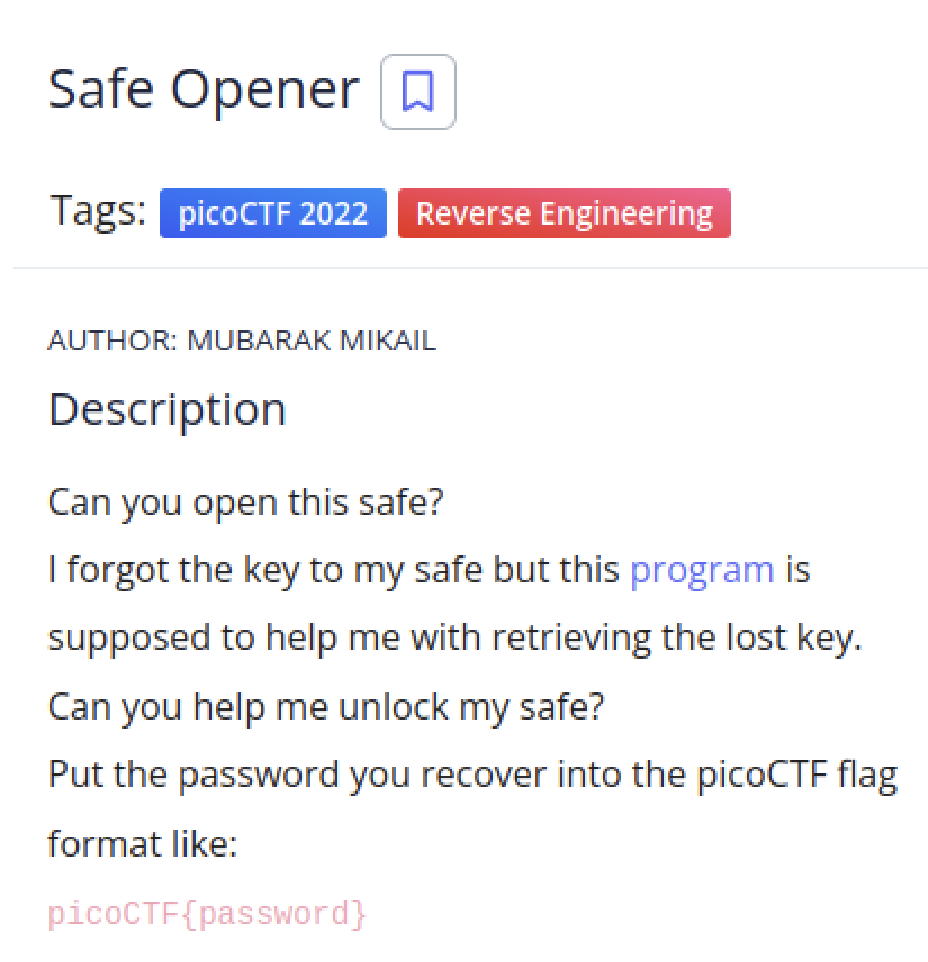 Safe Opener
Tags: picoCTF 2022 Reverse Engineering
AUTHOR: MUBARAK MIKAIL
Description
Can you open this safe?
I forgot the key to my safe but this program is
supposed to help me with retrieving the lost key.
Can you help me unlock my safe?
Put the password you recover into the picoCTF flag
format like:
picoCTF{password}